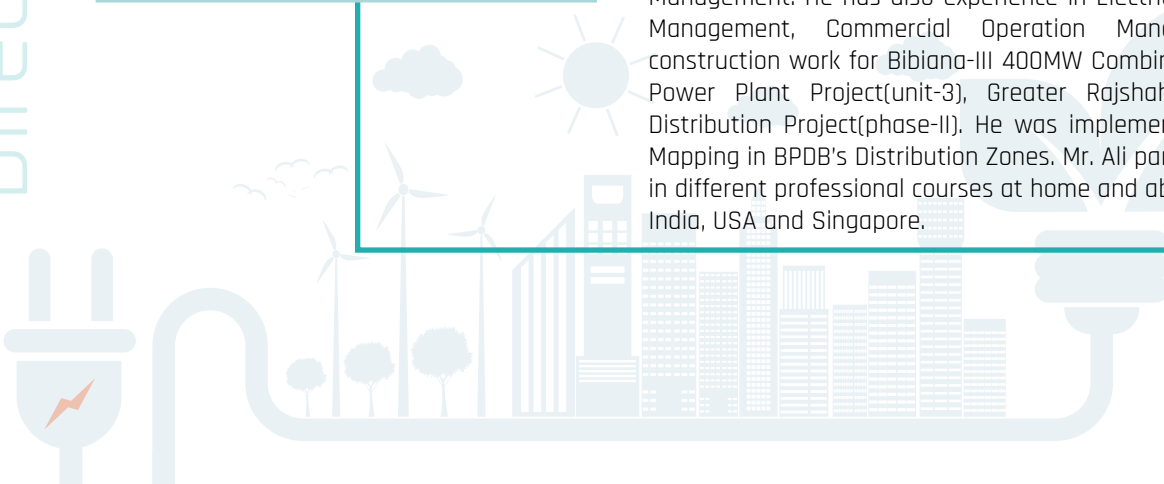 Management. He has also experience in
Management, Commercial Operation
construction work for Bibiana-III 400MW
Power Plant Project(unit-3), Greater
Distribution Project(phase-II). He was
Mapping in BPDB's Distribution Zones. Mr. Ali
in different professional courses at home and
India, USA and Singapore.